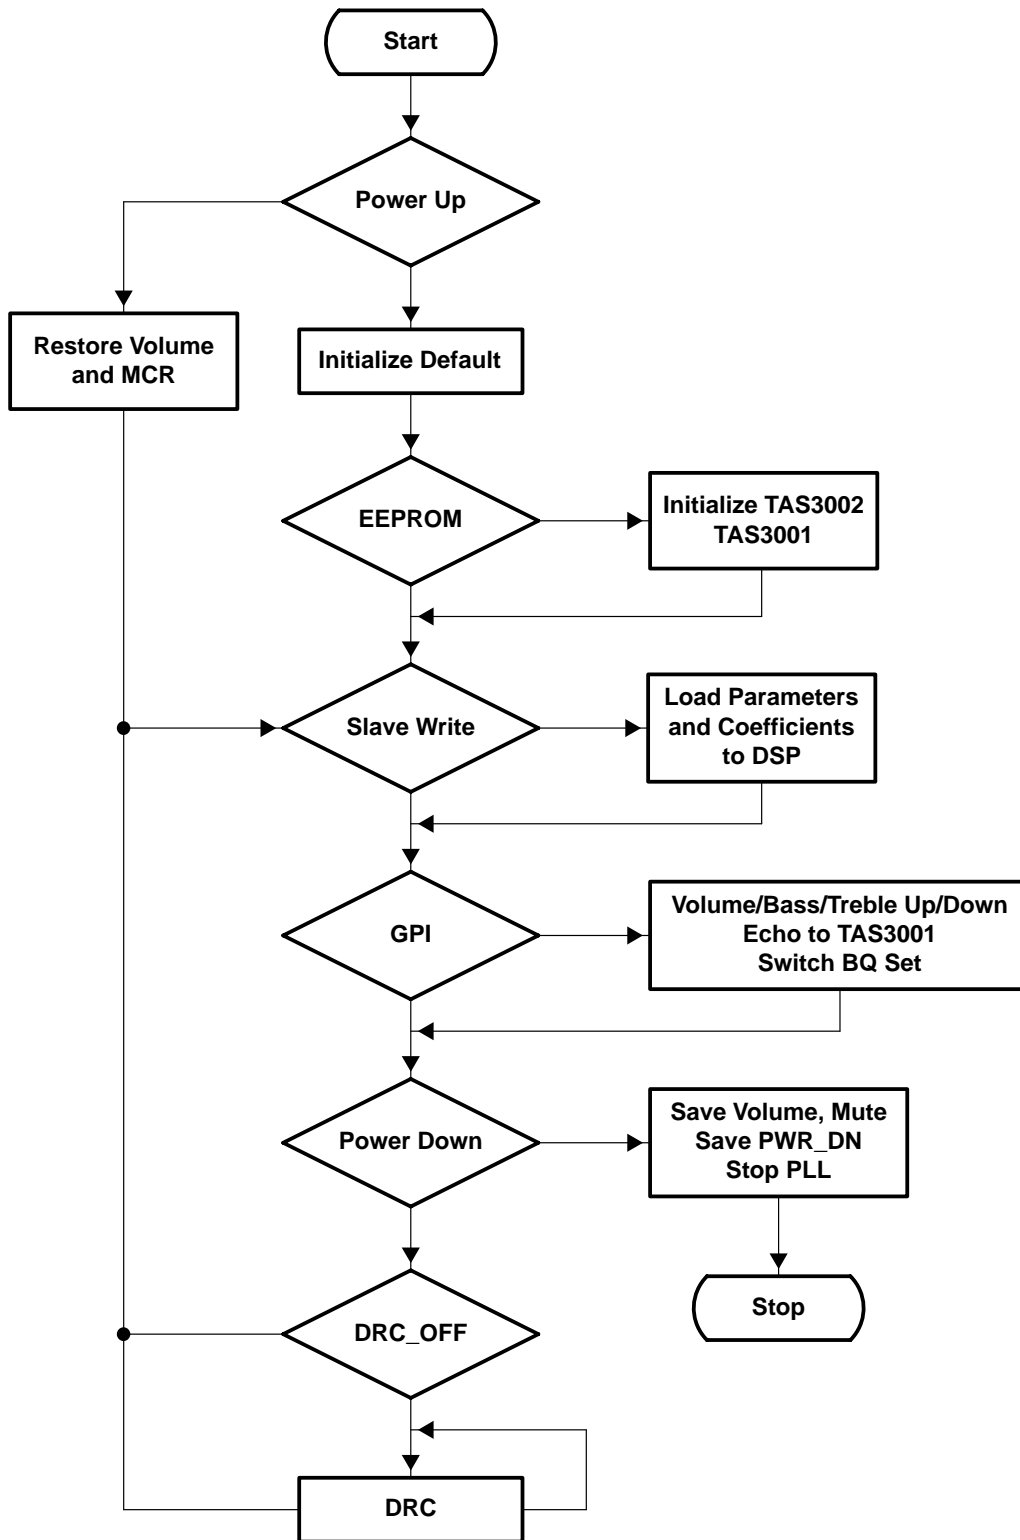 Start
Power Up
Restore Volume
and MCR
Initialize Default
EEPROM
Initialize TAS3002
TAS3001
Slave Write
Load Parameters
and Coefficients
to DSP
GPI
Volume/Bass/Treble Up/Down
Echo to TAS3001
Switch BQ Set
Power Down
Save Volume, Mute
Save PWR_DN
Stop PLL
DRC_OFF
Stop
DRC